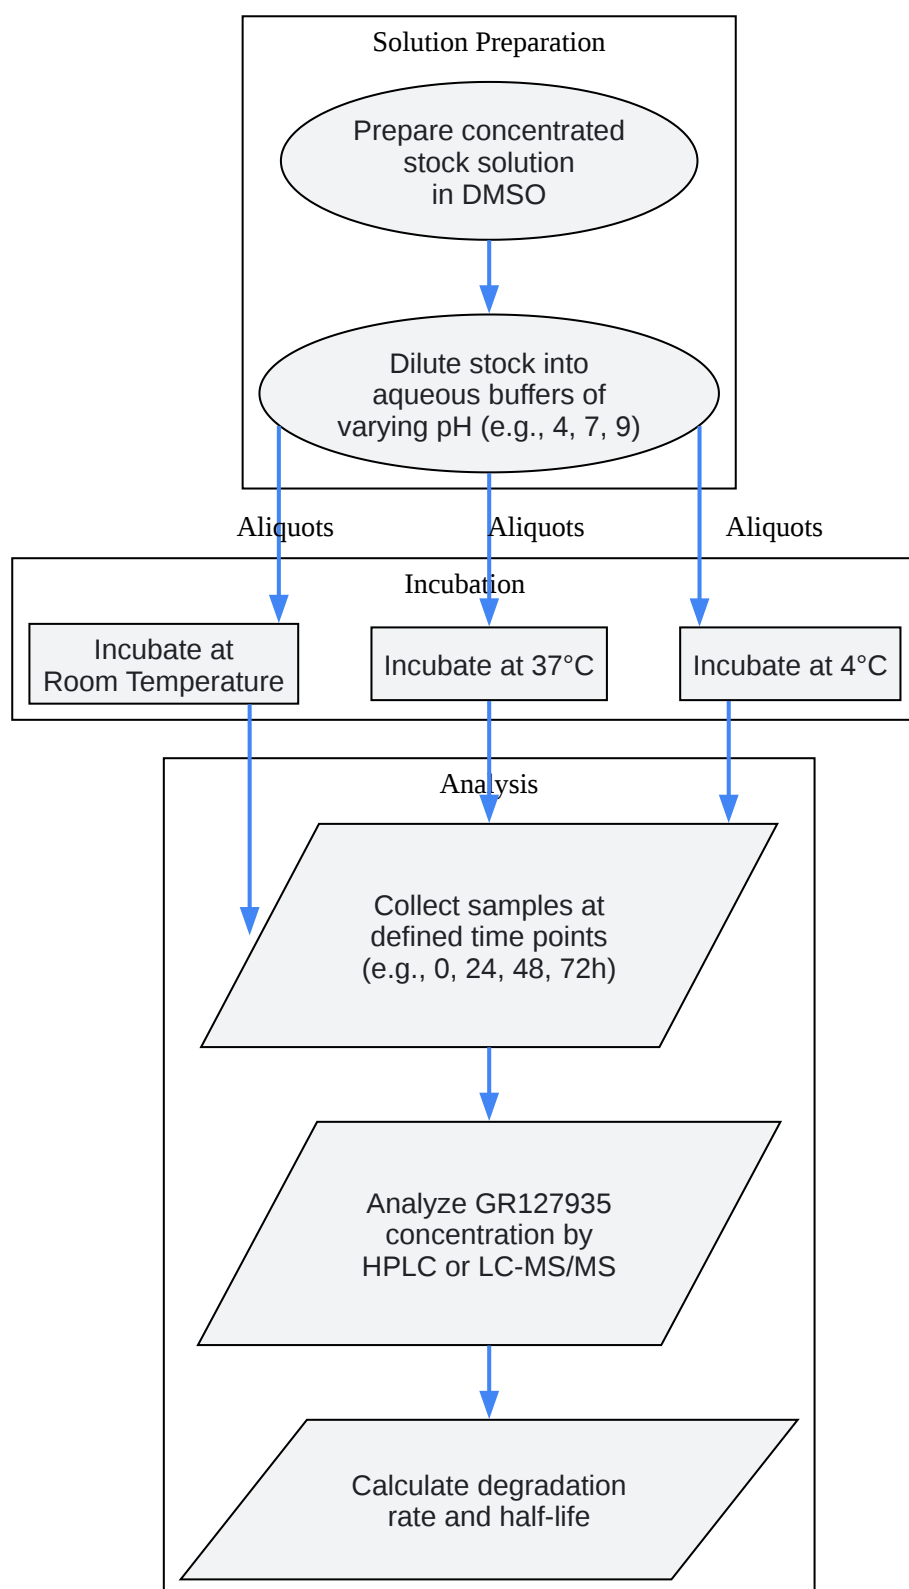 Solution Preparation
Prepare concentrated
stock solution
in DMSO
Dilute stock into
aqueous buffers of
varying pH (e.g., 4, 7, 9)
Aliquots
Aliquots
Aliquots
Incubation
Incubate at
Room Temperature
Incubate at 37°C
Incubate at 4°C
Analysis
Collect samples at
defined time points
(e.g., 0, 24, 48, 72h)
Analyze GR127935
concentration by
HPLC or LC-MS/MS
Calculate degradation
rate and half-life